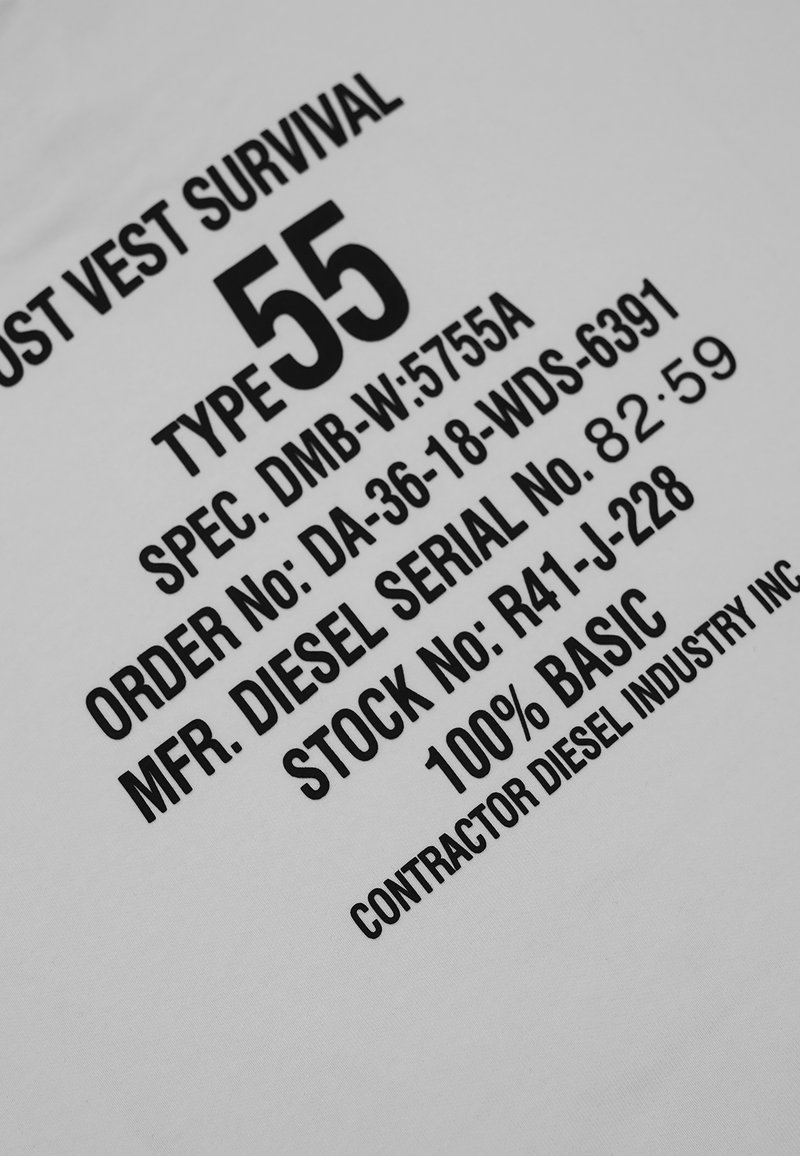 VEST SURVIVAL
TYPE 55
SPEC. DMB-W:5755A
ORDER No: DA-36-18-WDS-6391
MFR. DIESEL SERIAL No. 82·59
STOCK No: R41-J-228
100% BASIC
CONTRACTOR DIESEL INDUSTRY INC